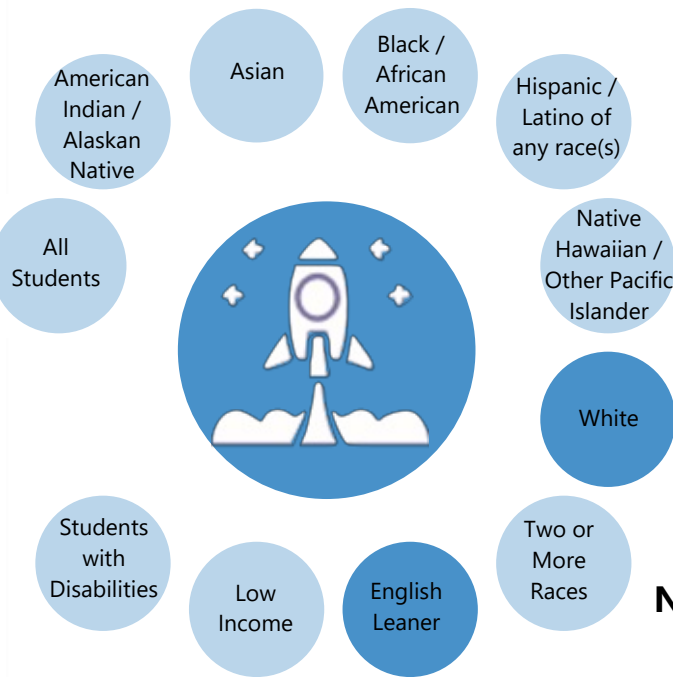 American
Indian /
Alaskan
Native
Asian
Black /
African
American
Hispanic /
Latino of
any race(s)
All
Students
Native
Hawaiian /
Other Pacific
Islander
White
Students
with
Disabilities
Low
Income
English
Leaner
Two or
More
Races
N